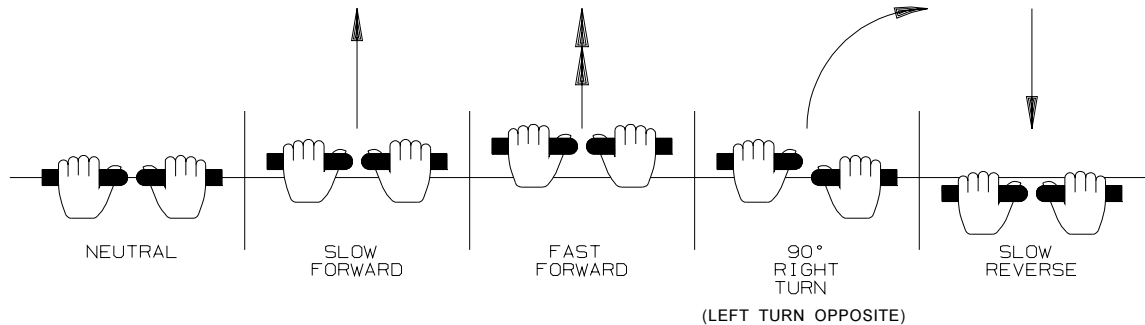 NEUTRAL
SLOW
FORWARD
FAST
FORWARD
90°
RIGHT
TURN
(LEFT TURN OPPOSITE)
SLOW
REVERSE